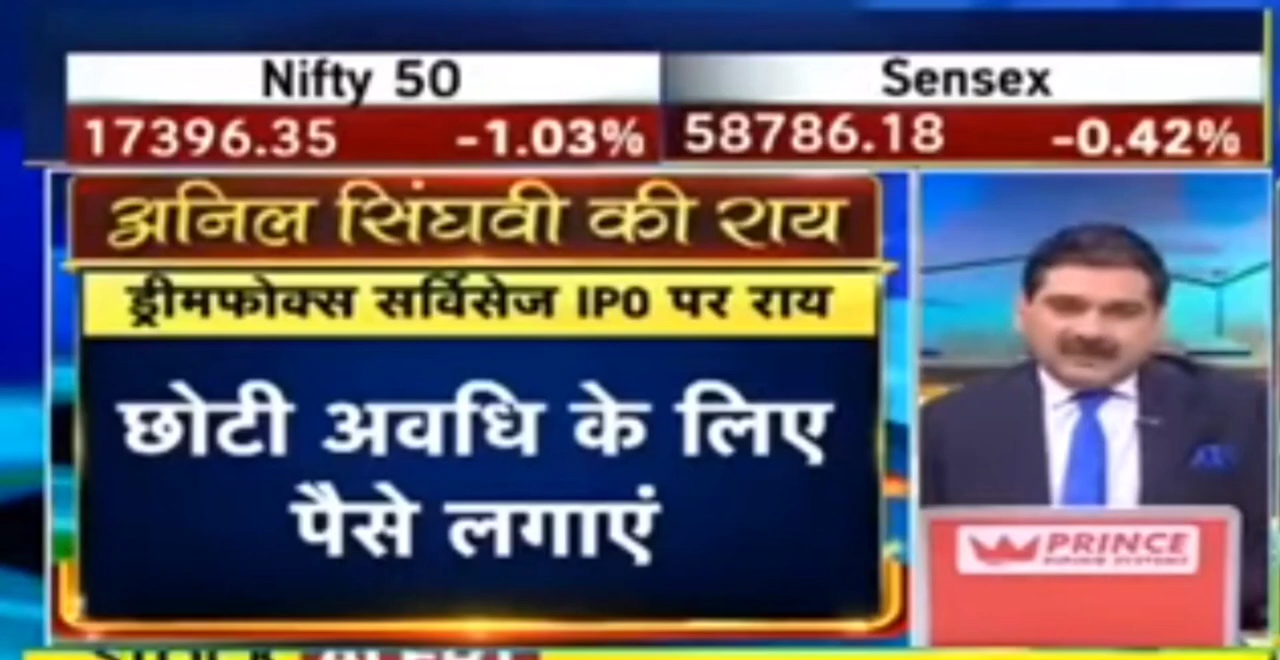 Nifty 50
Sensex
17396.35 -1.03%
58786.18 -0.42%
अनिल सिंघवी की राय
ड्रीमफोक्स सर्विसेज IPO पर राय
छोटी अवधि के लिए
पैसे लगाएं
PRINCE